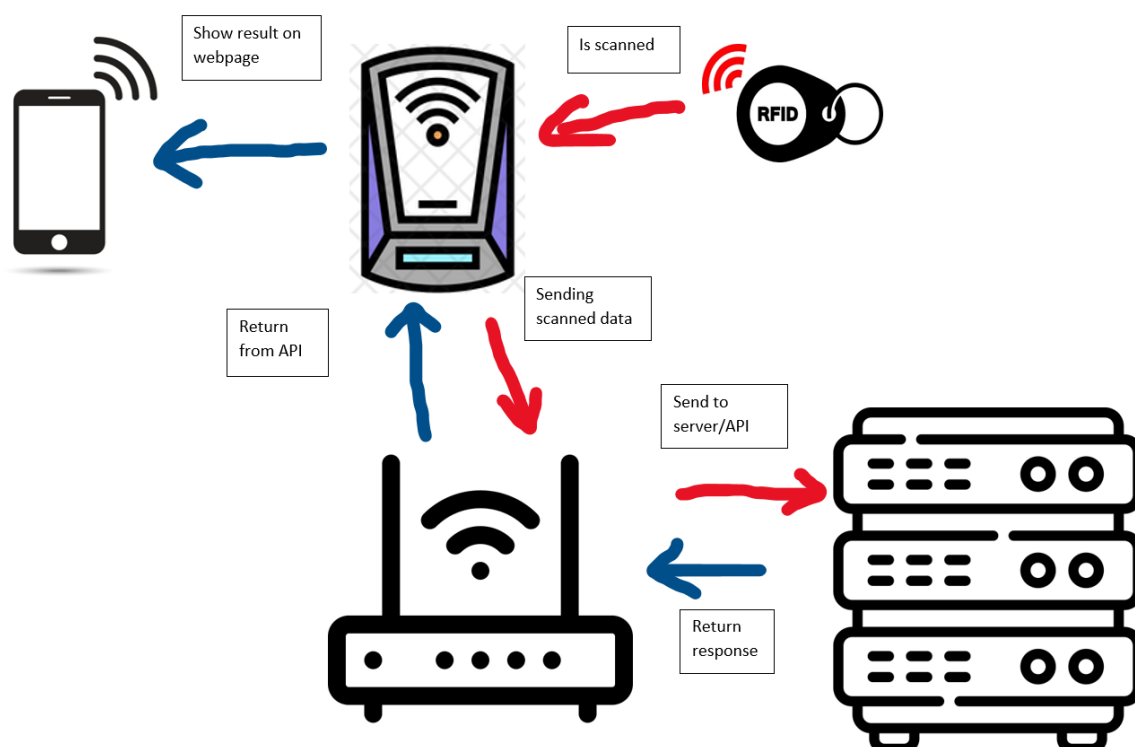 Show result on
webpage
Is scanned
RFID
Sending
scanned data
Return
from API
Send to
server/API
Return
response